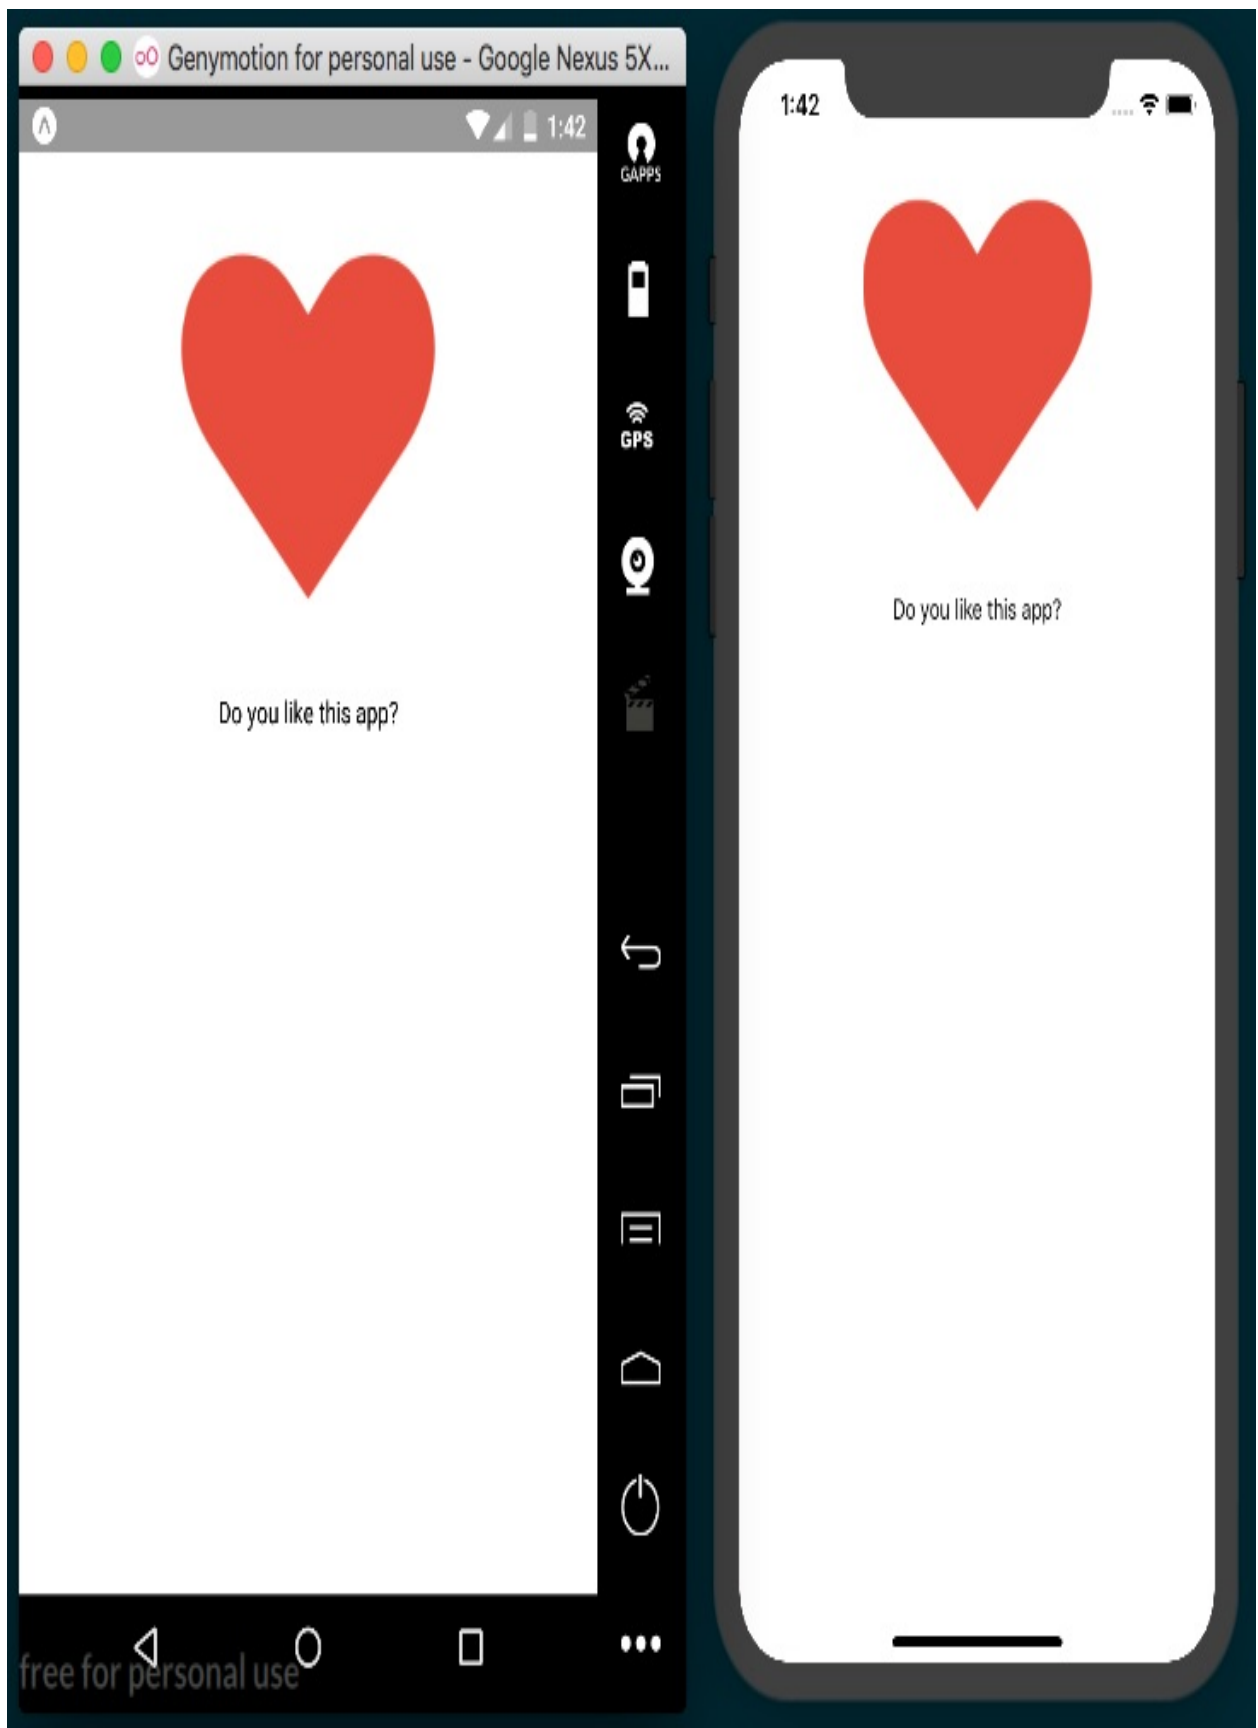 Genymotion for personal use - Google Nexus 5X...
1:42
GAPPS
GPS
Do you like this app?
free for personal use
1:42
Do you like this app?